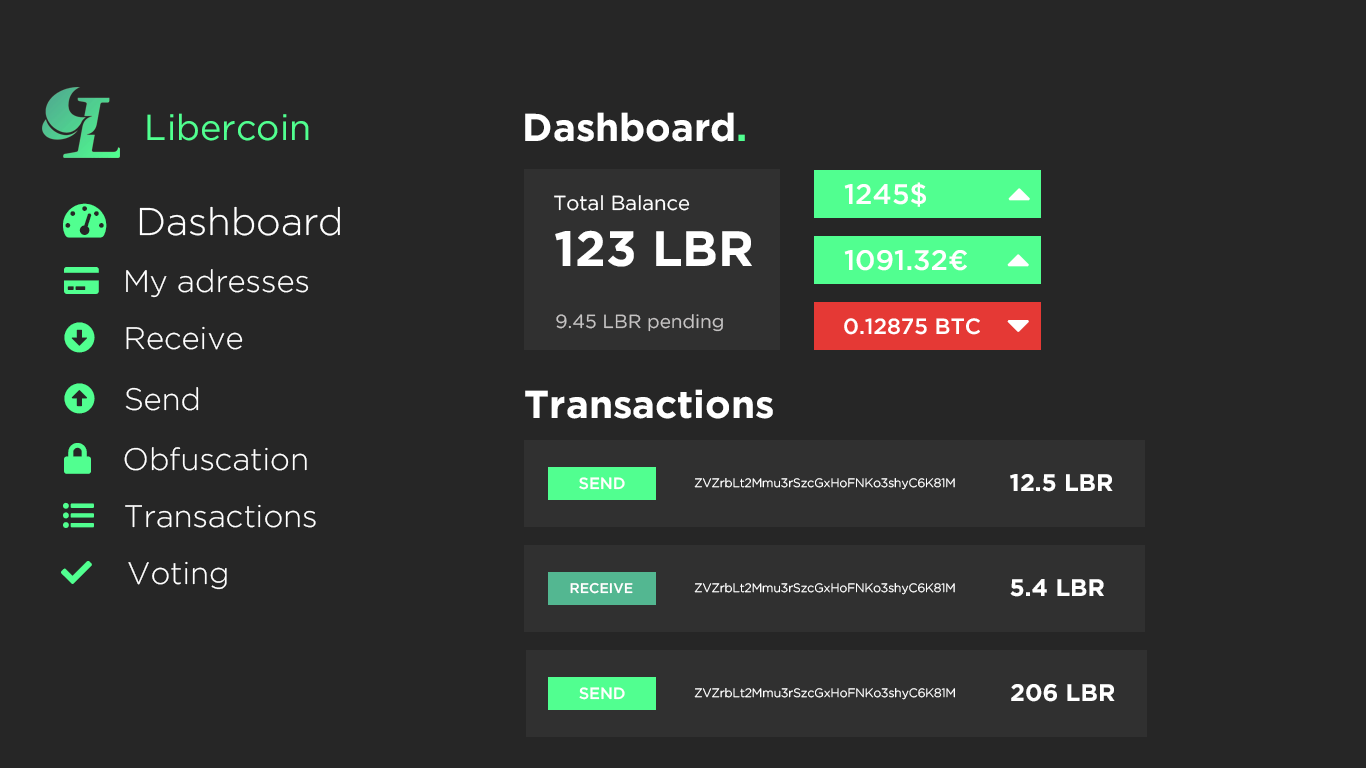 Libercoin
Dashboard
My adresses
Receive
Send
Obfuscation
Transactions
Voting
Dashboard.
Total Balance
123 LBR
9.45 LBR pending
1245$
1091.32€
0.12875 BTC
Transactions
SEND ZVZrbLt2Mmu3rSzcGxHoFNKo3shyC6K81M 12.5 LBR
RECEIVE ZVZrbLt2Mmu3rSzcGxHoFNKo3shyC6K81M 5.4 LBR
SEND ZVZrbLt2Mmu3rSzcGxHoFNKo3shyC6K81M 206 LBR